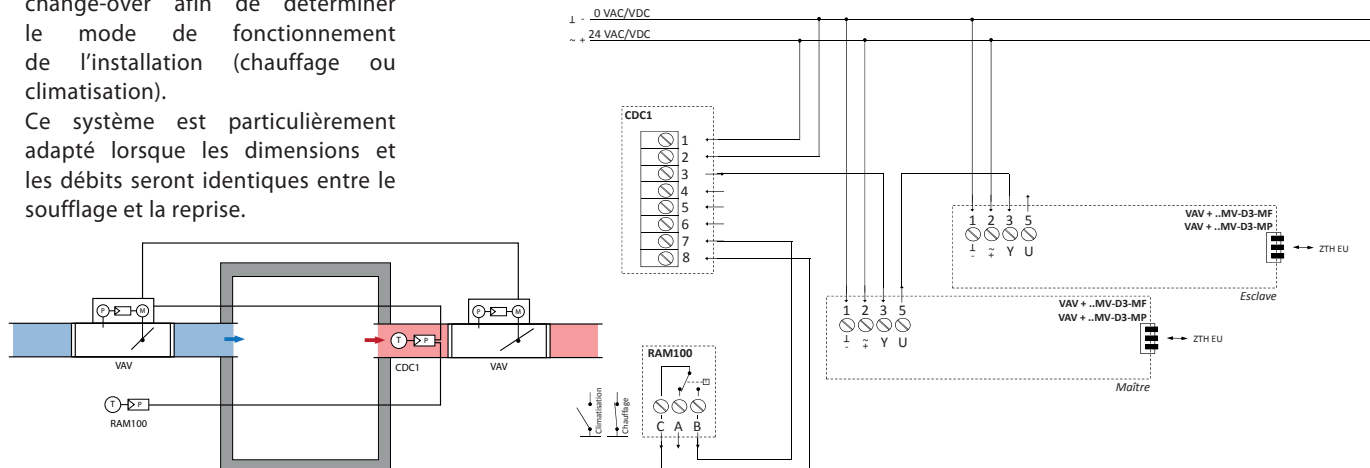 change-over afin de déterminer
le mode de fonctionnement
de l'installation (chauffage ou
climatisation).
Ce système est particulièrement
adapté lorsque les dimensions et
les débits seront identiques entre le
soufflage et la reprise.
P M
VAV
T P
CDC1
P M
VAV
T P
RAM100
⊥ - 0 VAC/VDC
~ + 24 VAC/VDC
CDC1
1
2
3
4
5
6
7
8
VAV + ..MV-D3-MF
VAV + ..MV-D3-MP
1 2 3 5
⊥ - ~ + Y U
ZTH EU
Esclave
VAV + ..MV-D3-MF
VAV + ..MV-D3-MP
1 2 3 5
⊥ - ~ + Y U
ZTH EU
Maître
Climatisation
Chauffage
RAM100
C A B